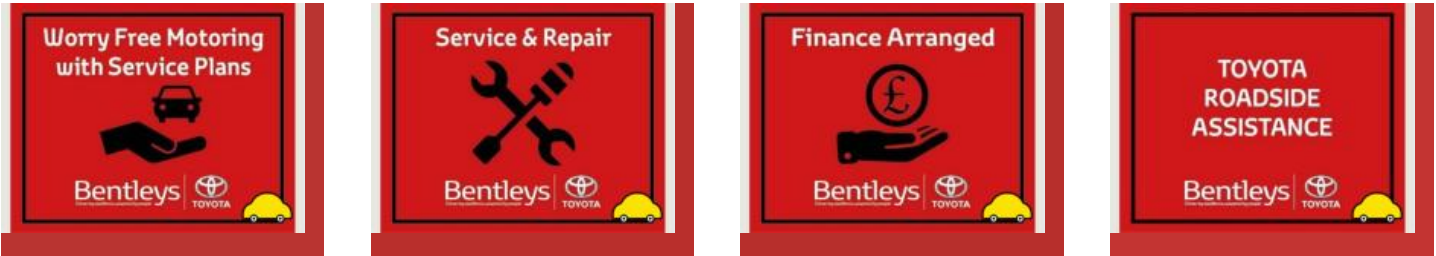 Worry Free Motoring
with Service Plans
Bentleys
TOYOTA
Service & Repair
Bentleys
TOYOTA
Finance Arranged
£
Bentleys
TOYOTA
TOYOTA
ROADSIDE
ASSISTANCE
Bentleys
TOYOTA